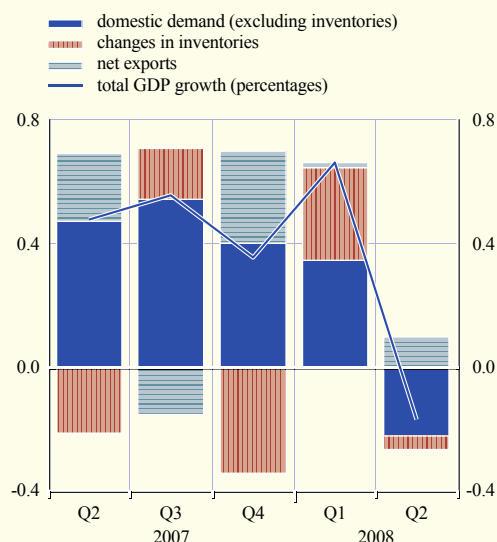 domestic demand (excluding inventories)
changes in inventories
net exports
total GDP growth (percentages)
0.8 0.8
0.4 0.4
0.0 0.0
-0.4 -0.4
Q2 Q3 Q4 Q1 Q2
2007 2008